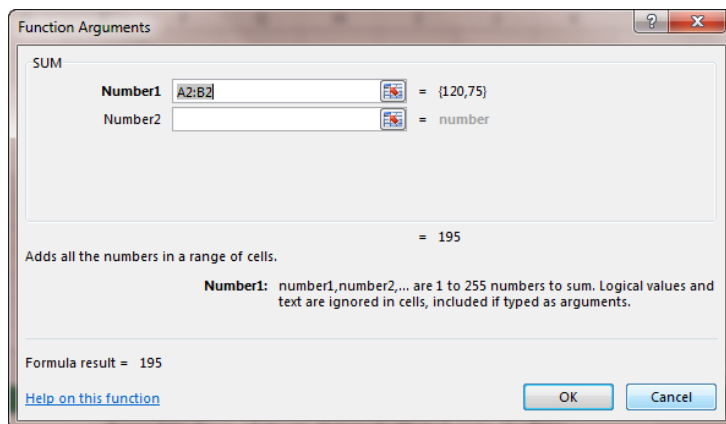 Function Arguments
? X
SUM
Number1 A2:B2 = {120,75}
Number2 = number
= 195
Adds all the numbers in a range of cells.
Number1: number1,number2,... are 1 to 255 numbers to sum. Logical values and
text are ignored in cells, included if typed as arguments.
Formula result = 195
Help on this function OK Cancel